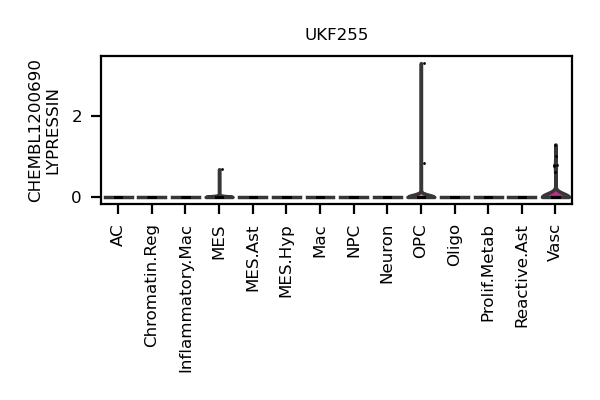 UKF255
CHEMBL1200690
LYPRESSIN
2
0
AC
Chromatin.Reg
Inflammatory.Mac
MES
MES.Ast
MES.Hyp
Mac
NPC
Neuron
OPC
Oligo
Prolif.Metab
Reactive.Ast
Vasc